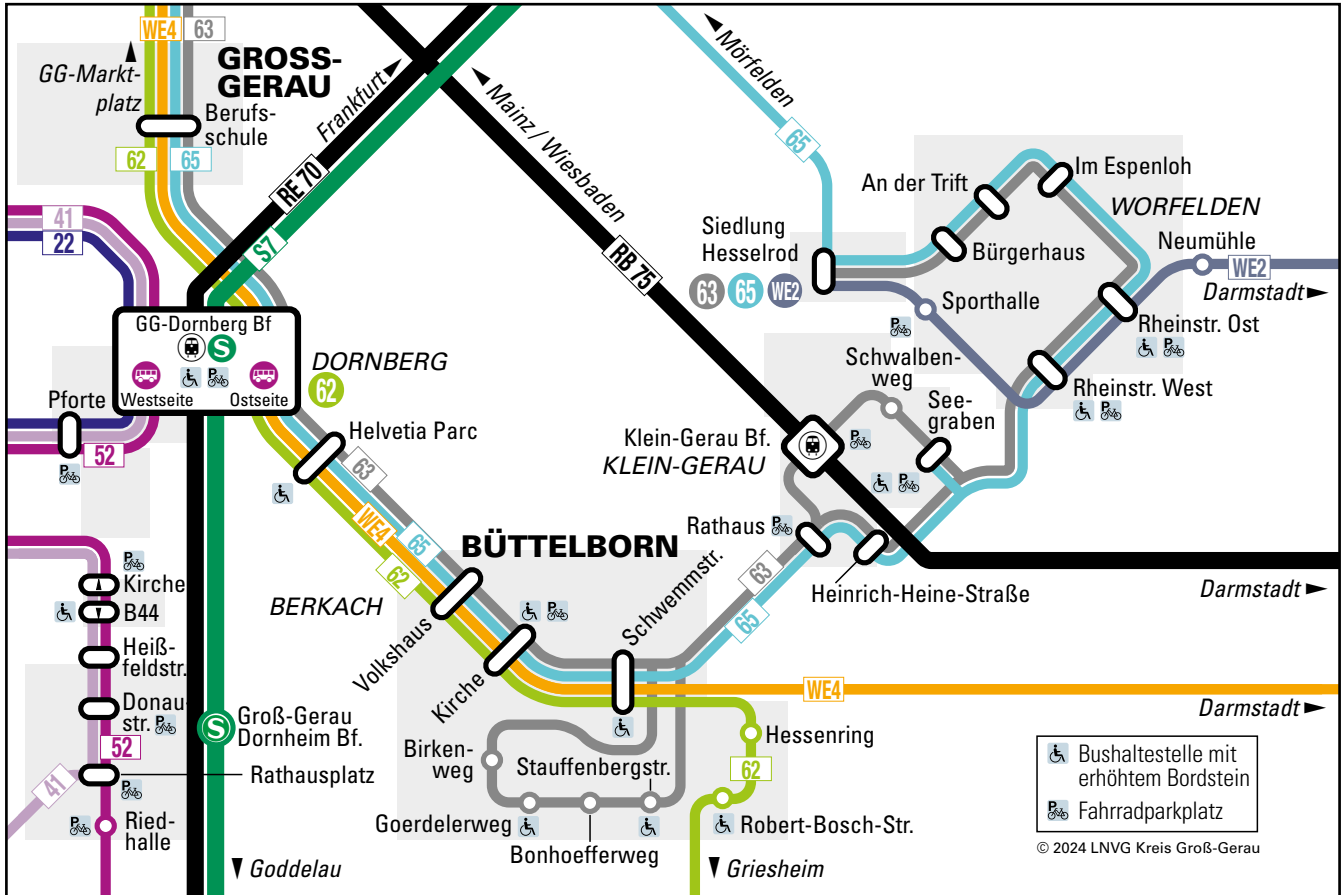 WE4
63
GROSS-
GERAU
GG-Markt-
platz
Berufs-
schule
62
65
Frankfurt
RE 70
S7
Mainz / Wiesbaden
RB 75
Mörfelden
65
41
22
GG-Dornberg Bf
S
Westseite
Ostseite
DORNBERG
62
Pforte
P
52
Helvetia Parc
63
WE4
65
62
BERKACH
BÜTTELBORN
Volkshaus
Kirche
P
Schwemmstr.
63
65
Siedlung
Hesselrod
63
65
WE2
An der Trift
Im Espenloh
WORFELDEN
Bürgerhaus
Neumühle
WE2
Darmstadt
Sporthalle
P
Rheinstr. Ost
P
Rheinstr. West
P
Schwalben-
weg
See-
graben
P
Klein-Gerau Bf.
KLEIN-GERAU
P
Rathaus
P
Heinrich-Heine-Straße
Darmstadt
WE4
Darmstadt
P
Kirche
B44
Heiß-
feldstr.
Donau-
str.
P
52
S
Groß-Gerau
Dornheim Bf.
Rathausplatz
41
P
P
Ried-
halle
Goddelau
Birken-
weg
Stauffenbergstr.
Goerdelerweg
Bonhoefferweg
Hessenring
62
Robert-Bosch-Str.
Griesheim
Bushaltestelle mit
erhöhtem Bordstein
P
Fahrradparkplatz
© 2024 LNVG Kreis Groß-Gerau